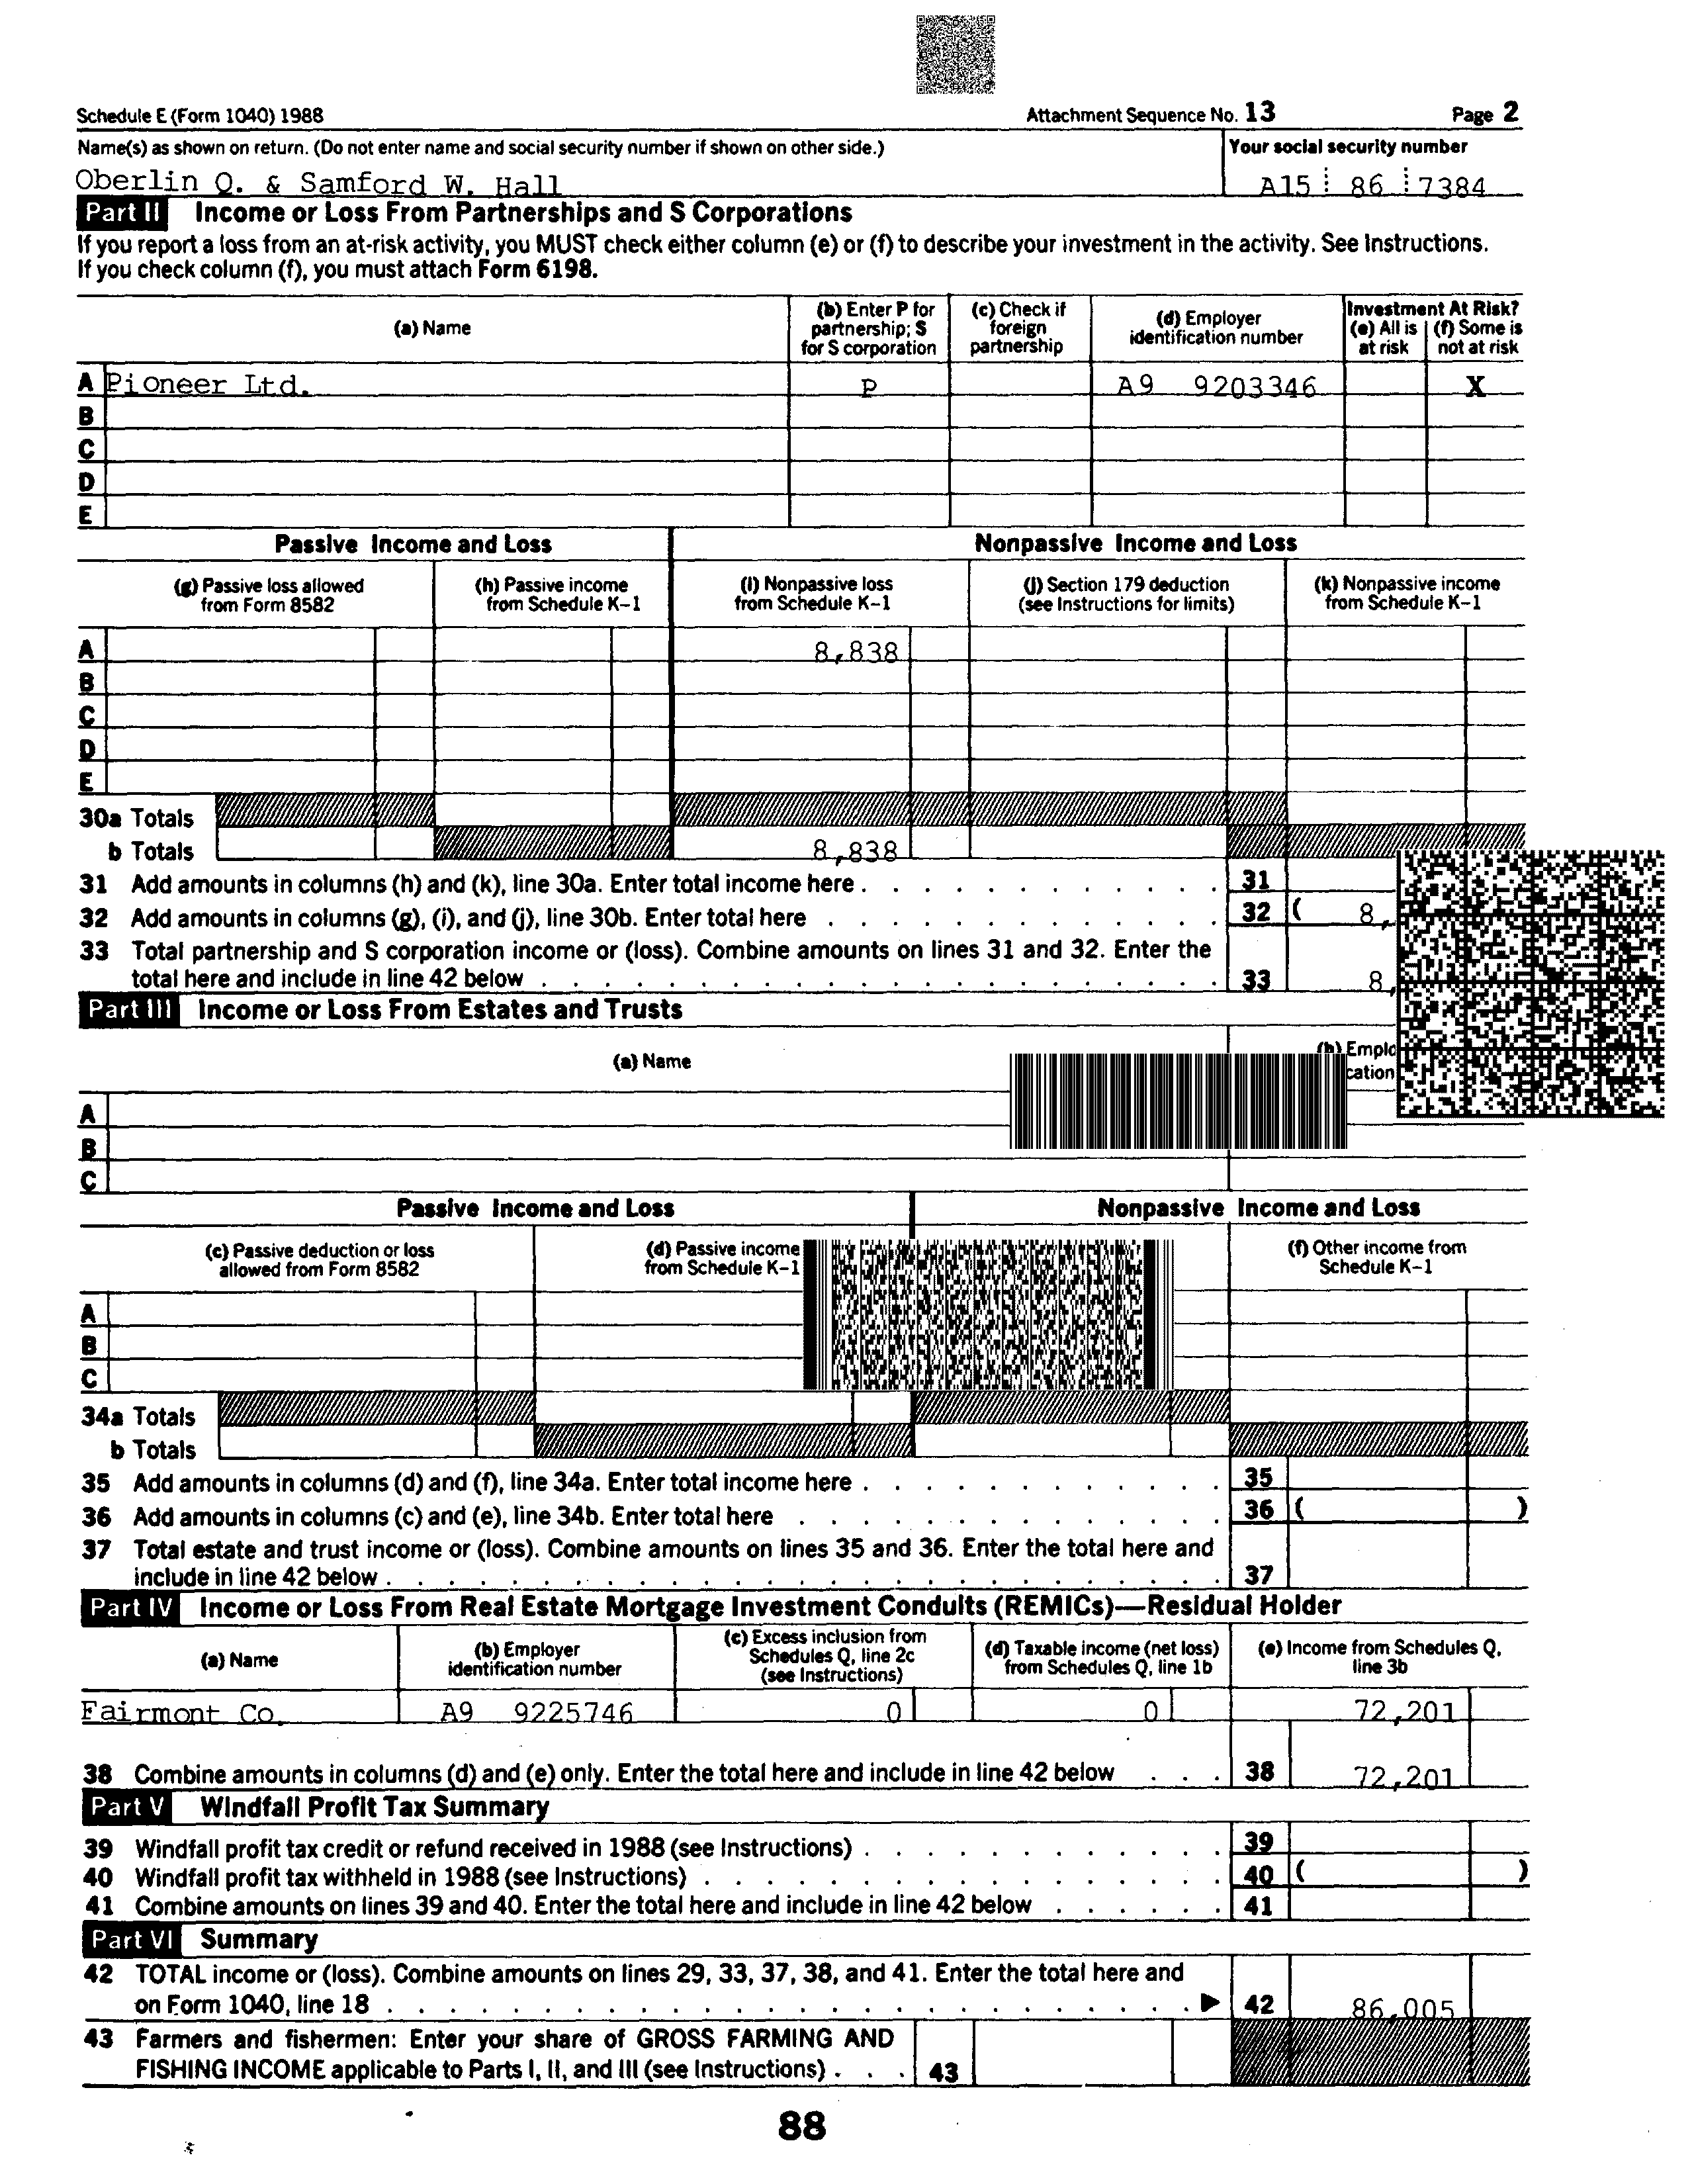 Schedule E (Form 1040) 1988 Attachment Sequence No. 13 Page 2
Name(s) as shown on return. (Do not enter name and social security number if shown on other side.) Your social security number
Oberlin Q. & Samford W. Hall A15 86 7384
Part II Income or Loss From Partnerships and S Corporations
If you report a loss from an at-risk activity, you MUST check either column (e) or (f) to describe your investment in the activity. See Instructions.
If you check column (f), you must attach Form 6198.
(a) Name
(b) Enter P for partnership; S for S corporation
(c) Check if foreign partnership
(d) Employer identification number
Investment At Risk?
(e) All is at risk
(f) Some is not at risk
A Pioneer Ltd. P A9 9203346 X
B
C
D
E
Passive Income and Loss Nonpassive Income and Loss
(g) Passive loss allowed from Form 8582
(h) Passive income from Schedule K-1
(i) Nonpassive loss from Schedule K-1
(j) Section 179 deduction (see Instructions for limits)
(k) Nonpassive income from Schedule K-1
A 8,838
B
C
D
E
30a Totals
b Totals 8,838
31 Add amounts in columns (h) and (k), line 30a. Enter total income here 31
32 Add amounts in columns (g), (i), and (j), line 30b. Enter total here 32 ( 8,
33 Total partnership and S corporation income or (loss). Combine amounts on lines 31 and 32. Enter the
total here and include in line 42 below 33 8,
Part III Income or Loss From Estates and Trusts
(a) Name (b)
A
B
C
Passive Income and Loss Nonpassive Income and Loss
(c) Passive deduction or loss allowed from Form 8582
(d) Passive income from Schedule K-1
(f) Other income from Schedule K-1
A
B
C
34a Totals
b Totals
35 Add amounts in columns (d) and (f), line 34a. Enter total income here 35
36 Add amounts in columns (c) and (e), line 34b. Enter total here 36 ( )
37 Total estate and trust income or (loss). Combine amounts on lines 35 and 36. Enter the total here and
include in line 42 below 37
Part IV Income or Loss From Real Estate Mortgage Investment Conduits (REMICs)—Residual Holder
(a) Name
(b) Employer identification number
(c) Excess inclusion from Schedules Q, line 2c (see Instructions)
(d) Taxable income (net loss) from Schedules Q, line 1b
(e) Income from Schedules Q, line 3b
Fairmont Co. A9 9225746 0 0 72,201
38 Combine amounts in columns (d) and (e) only. Enter the total here and include in line 42 below 38 72,201
Part V Windfall Profit Tax Summary
39 Windfall profit tax credit or refund received in 1988 (see Instructions) 39
40 Windfall profit tax withheld in 1988 (see Instructions) 40 ( )
41 Combine amounts on lines 39 and 40. Enter the total here and include in line 42 below 41
Part VI Summary
42 TOTAL income or (loss). Combine amounts on lines 29, 33, 37, 38, and 41. Enter the total here and
on Form 1040, line 18 42 86,005
43 Farmers and fishermen: Enter your share of GROSS FARMING AND
FISHING INCOME applicable to Parts I, II, and III (see Instructions) 43
88